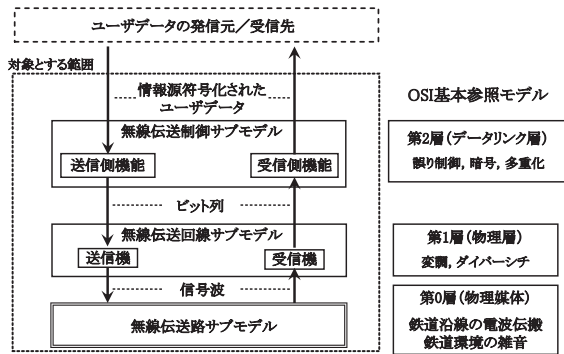 ユーザデータの発信元／受信先
対象とする範囲
情報源符号化された
ユーザデータ
OSI基本参照モデル
無線伝送制御サブモデル
送信側機能
受信側機能
第2層（データリンク層）
誤り制御, 暗号, 多重化
ビット列
無線伝送回線サブモデル
送信機
受信機
第1層（物理層）
変調, ダイバーシチ
信号波
無線伝送路サブモデル
第0層（物理媒体）
鉄道沿線の電波伝搬
鉄道環境の雑音